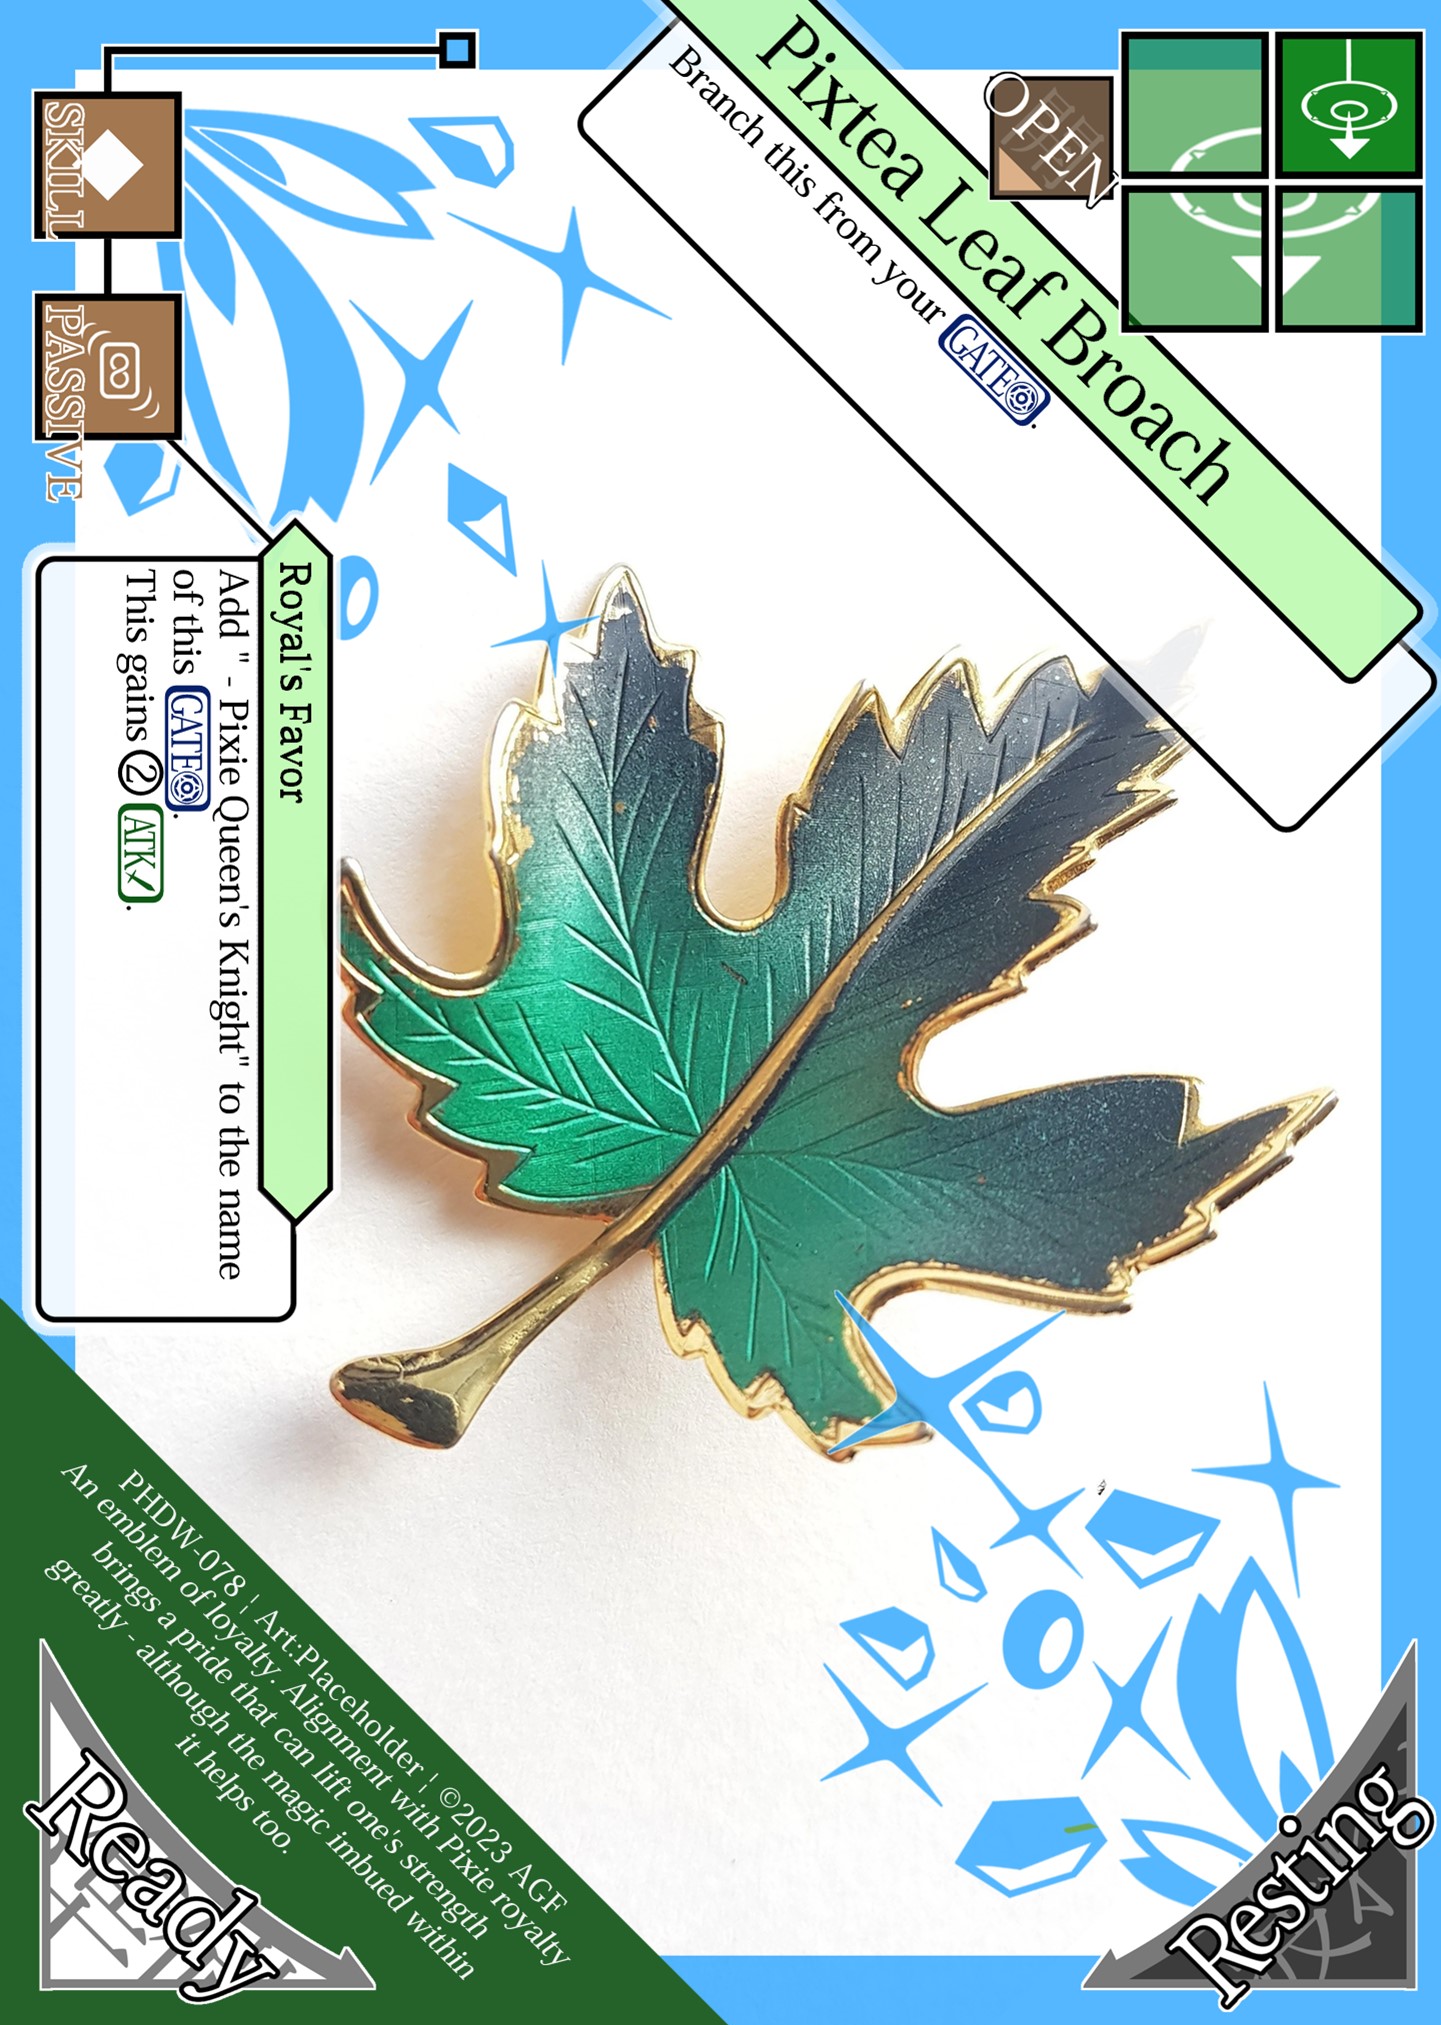 Pixtea Leaf Broach
Branch this from your GATE.
OPEN
SKILL
PASSIVE
Royal's Favor
Add " - Pixie Queen's Knight" to the name
of this GATE.
This gains 2 ATK.
PHDW-078 ¦ Art:Placeholder ¦ ©2023 AGF
An emblem of loyalty. Alignment with Pixie royalty
brings a pride that can lift one's strength
greatly - although the magic imbued within
it helps too.
Ready
Resting